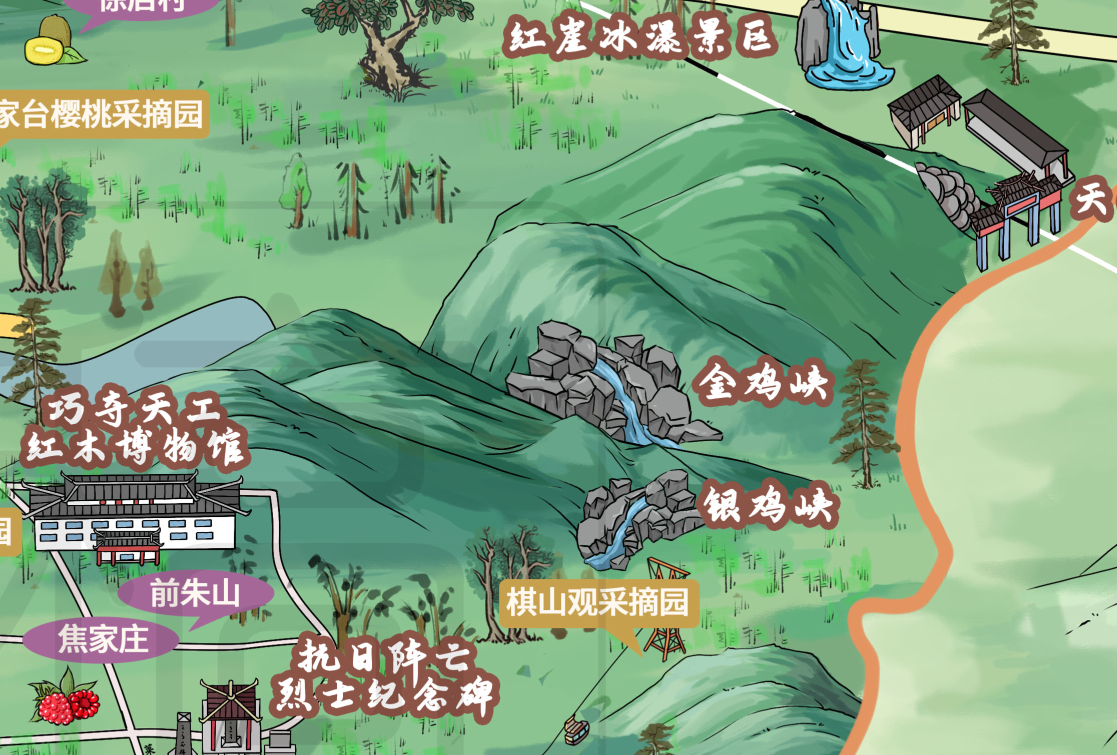 红崖冰瀑景区
家台樱桃采摘园
天
金鸡峡
巧夺天工
红木博物馆
银鸡峡
园
前朱山
棋山观采摘园
焦家庄
抗日阵亡
烈士纪念碑